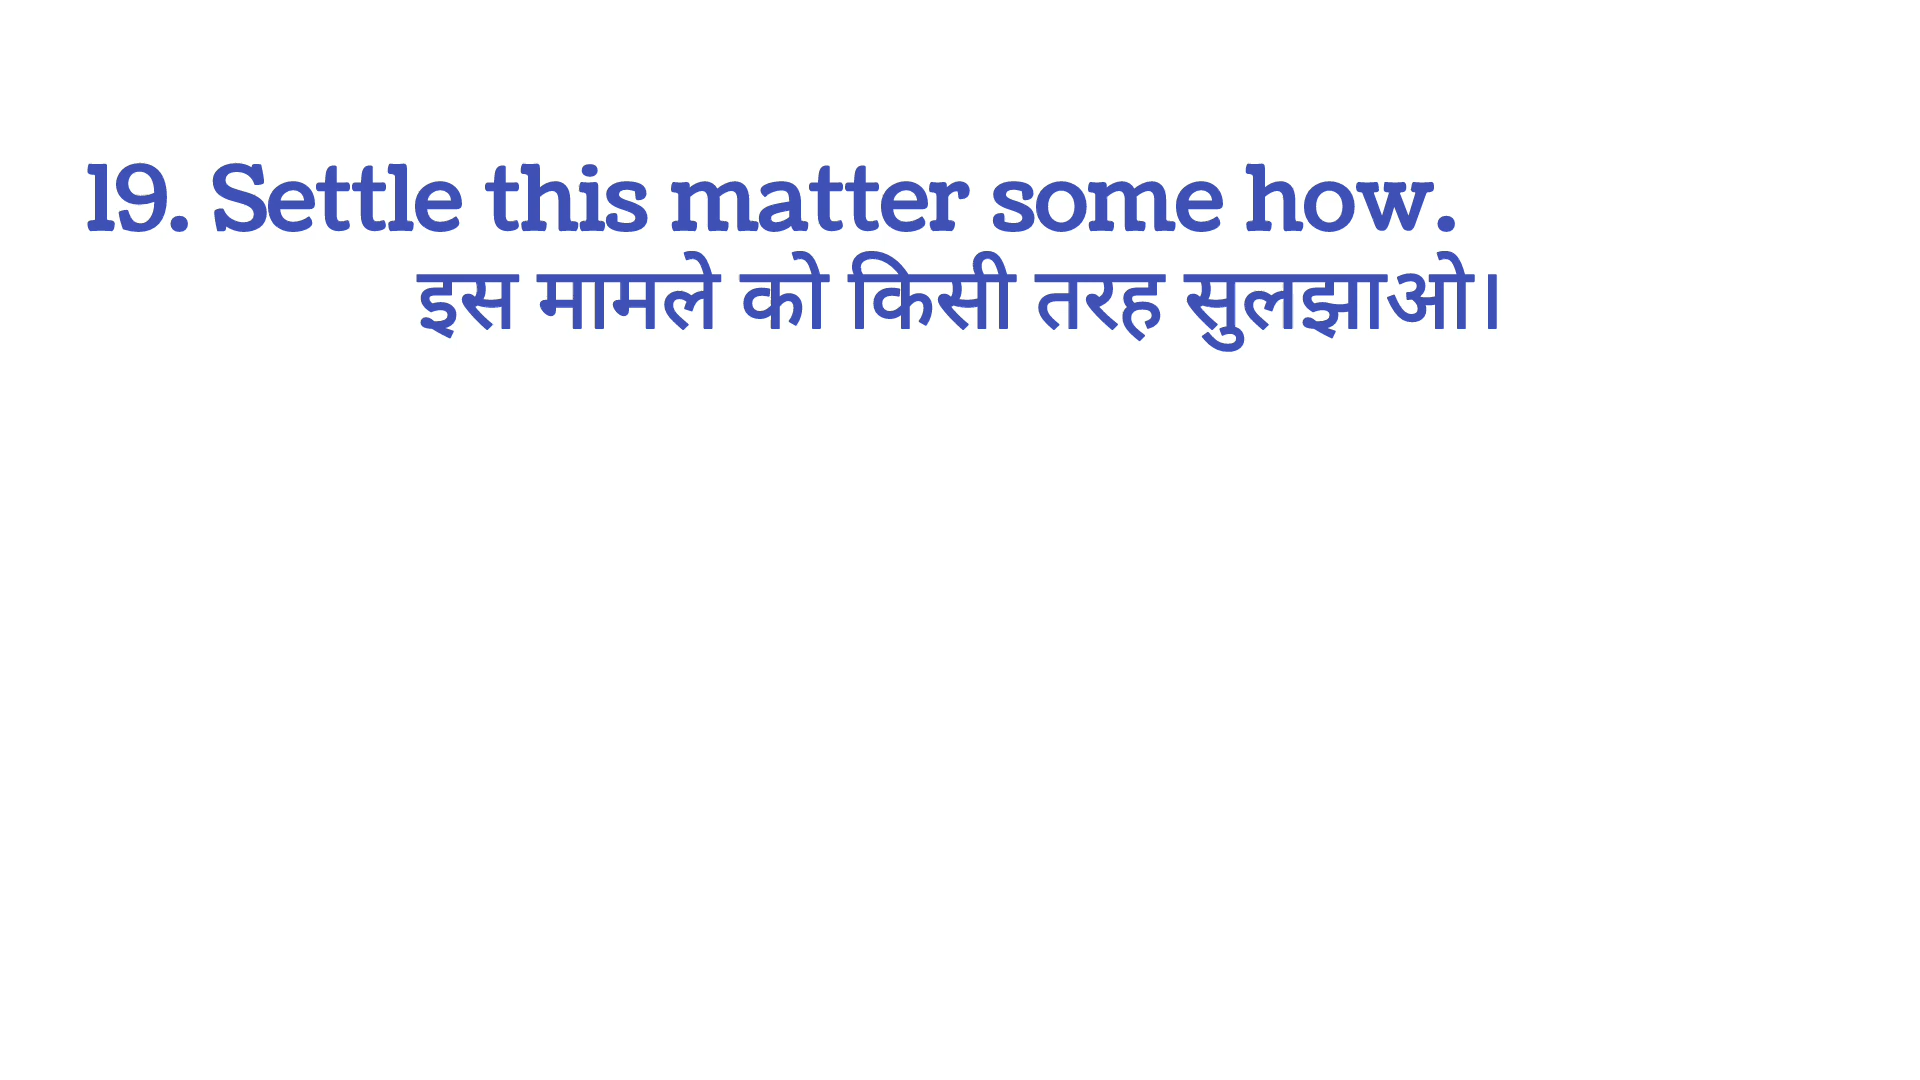 19. Settle this matter some how.
इस मामले को किसी तरह सुलझाओ।